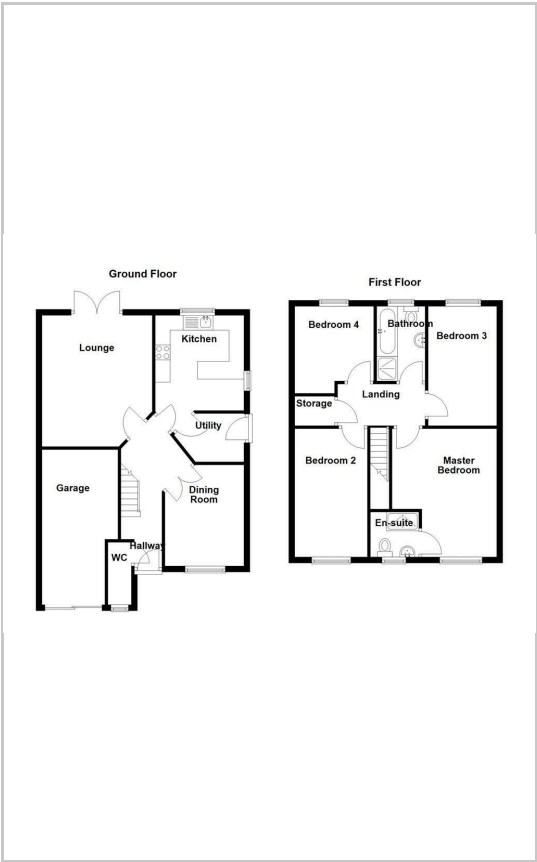 Ground Floor
Lounge
Kitchen
Utility
Garage
Dining
Room
Hallway
WC
First Floor
Bedroom 4
Bathroom
Bedroom 3
Landing
Storage
Bedroom 2
Master
Bedroom
En-suite